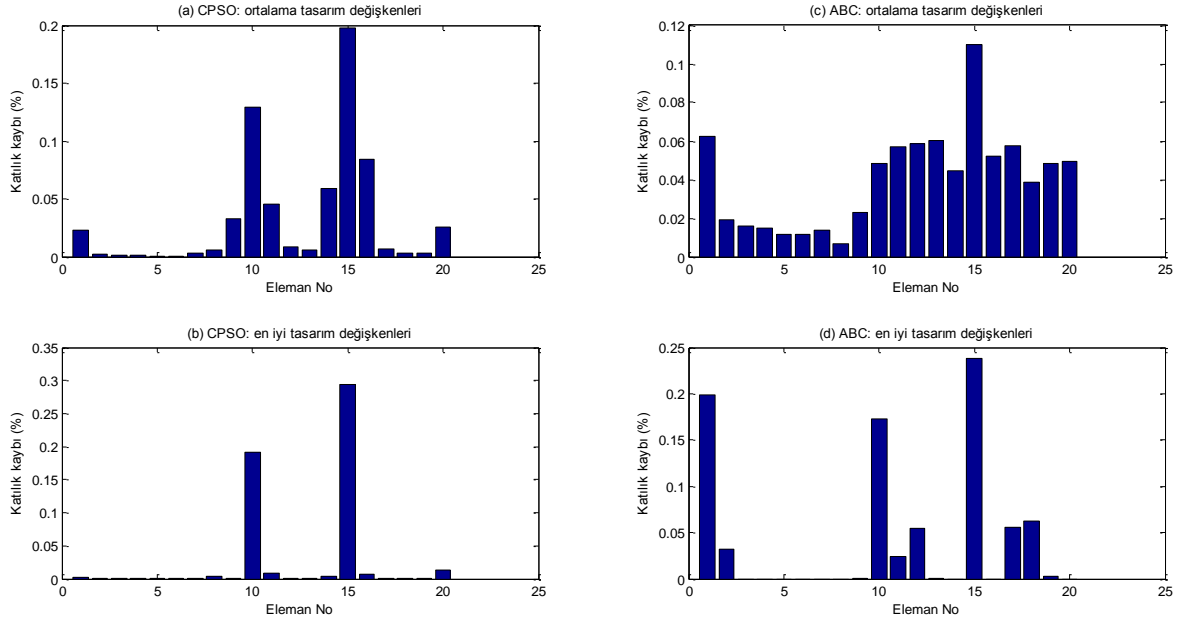 (a) CPSO: ortalama tasarım değişkenleri
0.2
0.15
0.1
0.05
0
Katılık kaybı (%)
0 5 10 15 20 25
Eleman No
(c) ABC: ortalama tasarım değişkenleri
0.12
0.1
0.08
0.06
0.04
0.02
0
Katılık kaybı (%)
0 5 10 15 20 25
Eleman No
(b) CPSO: en iyi tasarım değişkenleri
0.35
0.3
0.25
0.2
0.15
0.1
0.05
0
Katılık kaybı (%)
0 5 10 15 20 25
Eleman No
(d) ABC: en iyi tasarım değişkenleri
0.25
0.2
0.15
0.1
0.05
0
Katılık kaybı (%)
0 5 10 15 20 25
Eleman No